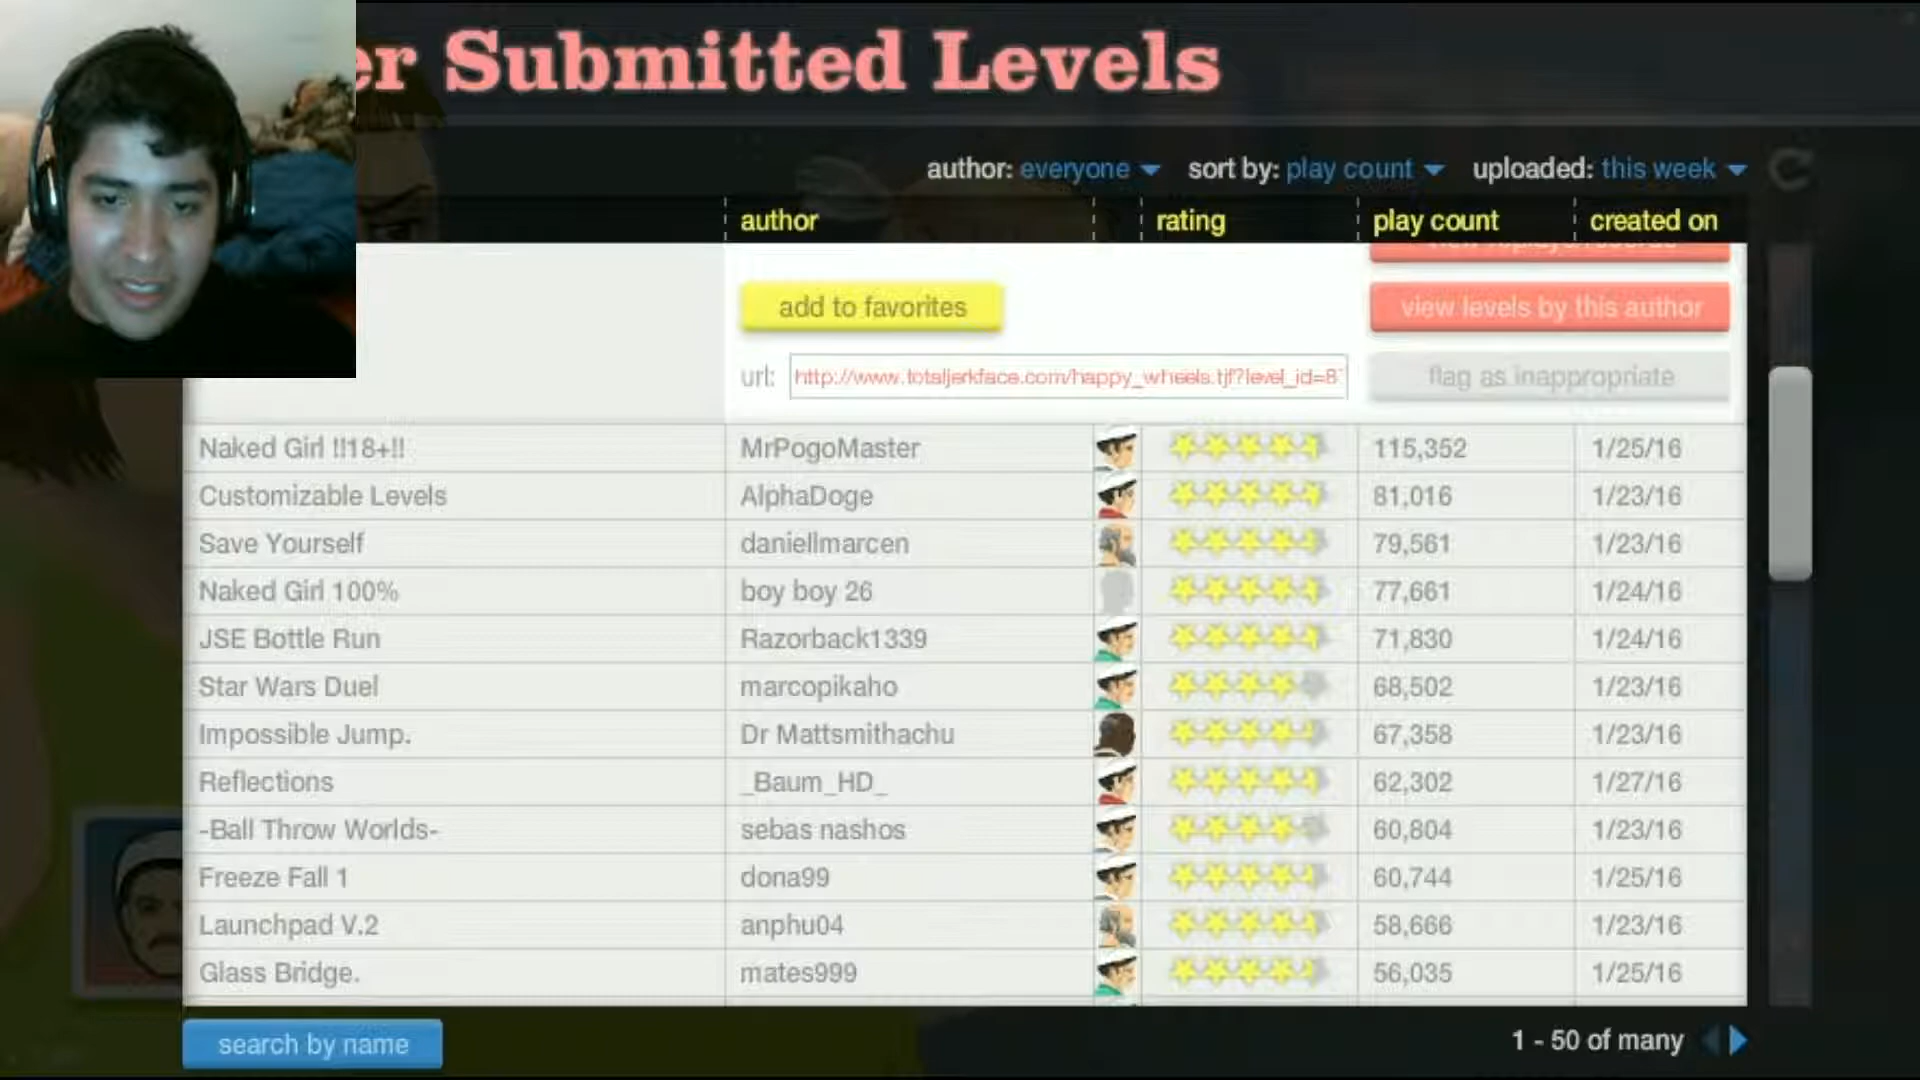 er Submitted Levels
author: everyone sort by: play count uploaded: this week
author rating play count created on
add to favorites view levels by this author
url: http://www.totaljerkface.com/happy_wheels.tjf?level_id=8 flag as inappropriate
Naked Girl !!18+!! MrPogoMaster 115,352 1/25/16
Customizable Levels AlphaDoge 81,016 1/23/16
Save Yourself daniellmarcen 79,561 1/23/16
Naked Girl 100% boy boy 26 77,661 1/24/16
JSE Bottle Run Razorback1339 71,830 1/24/16
Star Wars Duel marcopikaho 68,502 1/23/16
Impossible Jump. Dr Mattsmithachu 67,358 1/23/16
Reflections _Baum_HD_ 62,302 1/27/16
-Ball Throw Worlds- sebas nashos 60,804 1/23/16
Freeze Fall 1 dona99 60,744 1/25/16
Launchpad V.2 anphu04 58,666 1/23/16
Glass Bridge. mates999 56,035 1/25/16
search by name 1 - 50 of many